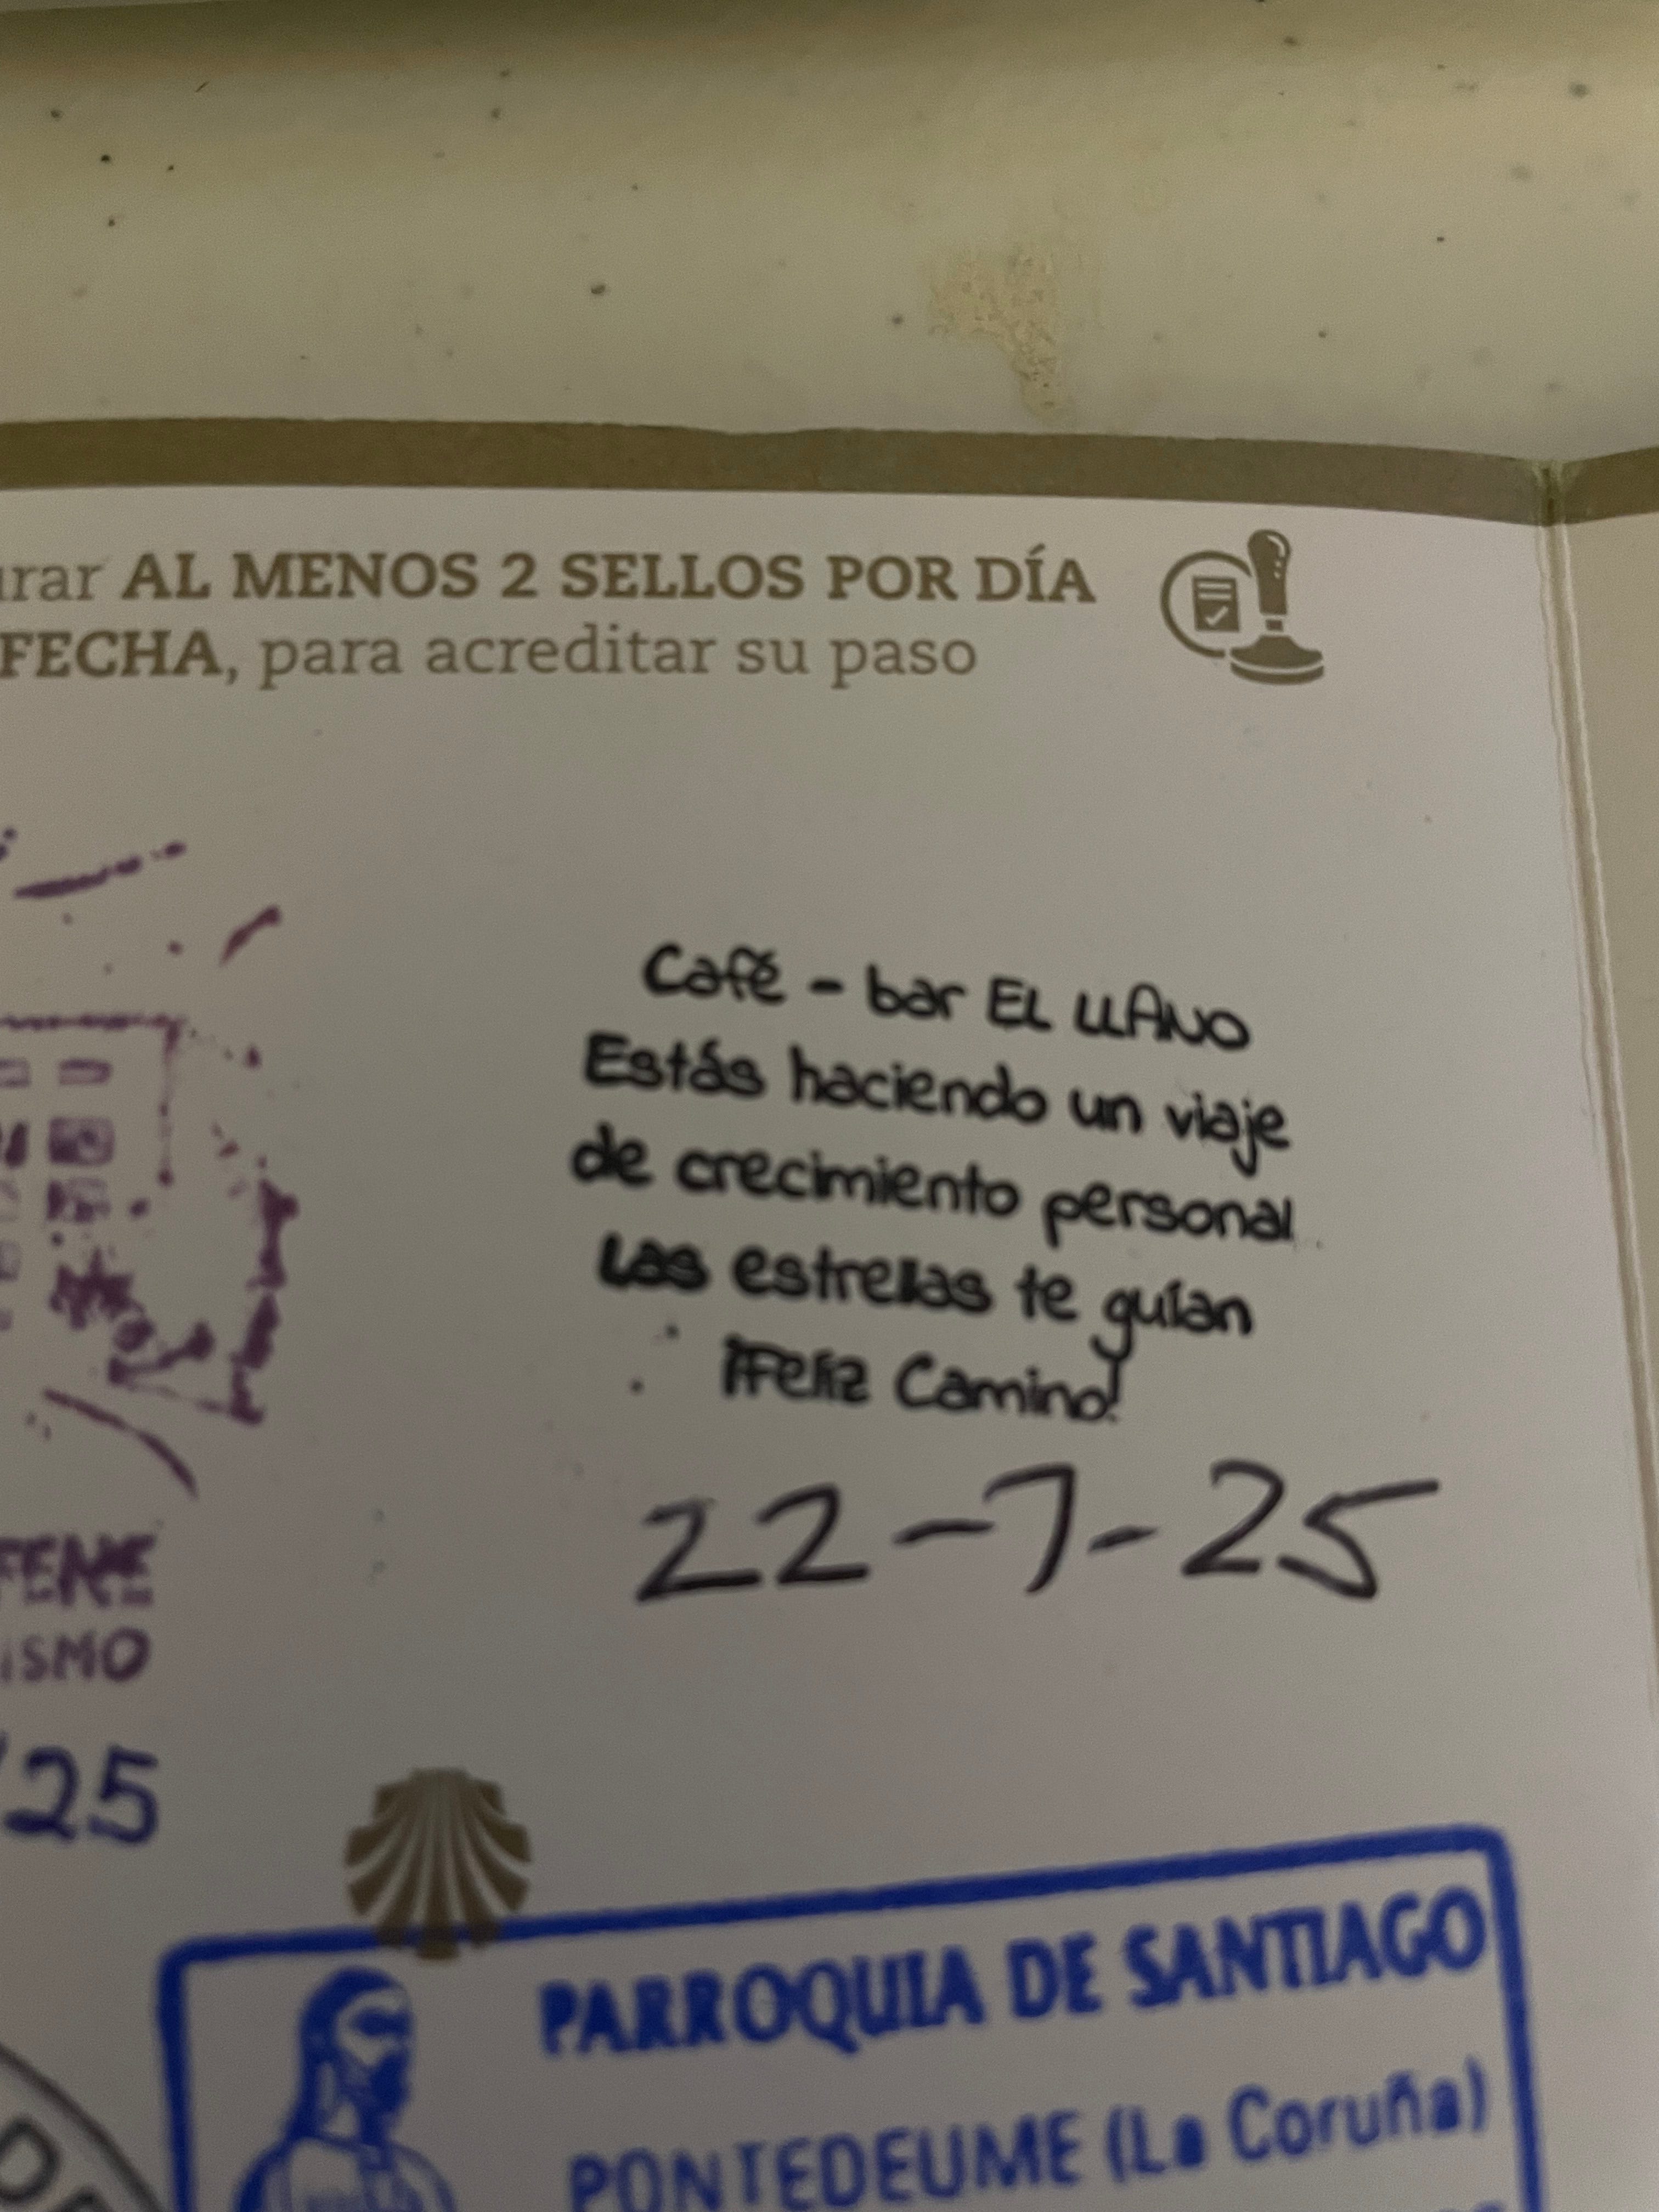 AL MENOS 2 SELLOS POR DÍA
FECHA, para acreditar su paso
Café - bar EL LLANO
Estás haciendo un viaje
de crecimiento personal
Las estrellas te guían
¡Feliz Camino!
22-7-25
FENE
25
PARROQUIA DE SANTIAGO
PONTEDEUME (La Coruña)